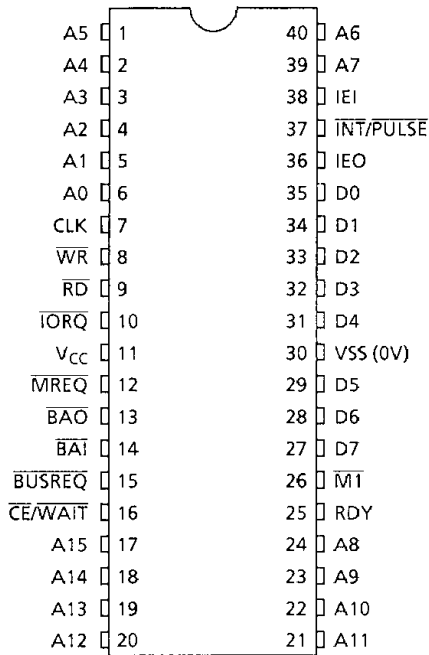 A5 1 40 A6
A4 2 39 A7
A3 3 38 IEI
A2 4 37 INT/PULSE
A1 5 36 IEO
A0 6 35 D0
CLK 7 34 D1
WR 8 33 D2
RD 9 32 D3
IORQ 10 31 D4
VCC 11 30 VSS (0V)
MREQ 12 29 D5
BAO 13 28 D6
BAI 14 27 D7
BUSREQ 15 26 M1
CE/WAIT 16 25 RDY
A15 17 24 A8
A14 18 23 A9
A13 19 22 A10
A12 20 21 A11